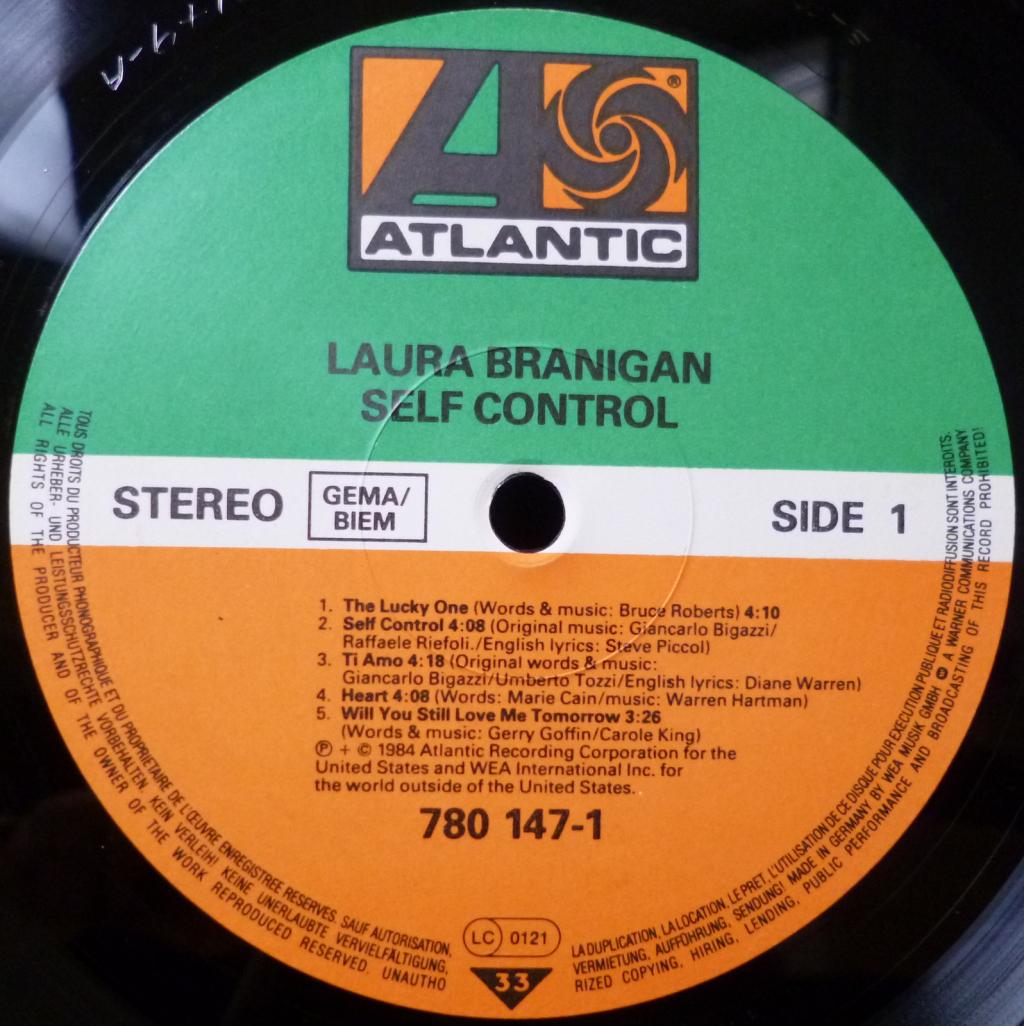 ATLANTIC
®
LAURA BRANIGAN
SELF CONTROL
STEREO
GEMA/
BIEM
SIDE 1
1. The Lucky One (Words & music: Bruce Roberts) 4:10
2. Self Control 4:08 (Original music: Giancarlo Bigazzi/
Raffaele Riefoli./English lyrics: Steve Piccol)
3. Ti Amo 4:18 (Original words & music:
Giancarlo Bigazzi/Umberto Tozzi/English lyrics: Diane Warren)
4. Heart 4:08 (Words: Marie Cain/music: Warren Hartman)
5. Will You Still Love Me Tomorrow 3:26
(Words & music: Gerry Goffin/Carole King)
℗ + © 1984 Atlantic Recording Corporation for the
United States and WEA International Inc. for
the world outside of the United States.
780 147-1
LC 0121
33
TOUS DROITS DU PRODUCTEUR PHONOGRAPHIQUE ET DU PROPRIETAIRE DE L'ŒUVRE ENREGISTREE RESERVES. SAUF AUTORISATION,
LA DUPLICATION, LA LOCATION, LE PRET, L'UTILISATION DE CE DISQUE POUR EXECUTION PUBLIQUE ET RADIODIFFUSION SONT INTERDITS.
ALLE URHEBER- UND LEISTUNGSSCHUTZRECHTE VORBEHALTEN. KEIN VERLEIH! KEINE UNERLAUBTE VERVIELFÄLTIGUNG,
VERMIETUNG, AUFFÜHRUNG, SENDUNG! MADE IN GERMANY BY WEA MUSIK GMBH A WARNER COMMUNICATIONS COMPANY
ALL RIGHTS OF THE PRODUCER AND OF THE OWNER OF THE WORK REPRODUCED RESERVED. UNAUTHO
RIZED COPYING, HIRING, LENDING, PUBLIC PERFORMANCE AND BROADCASTING OF THIS RECORD PROHIBITED!